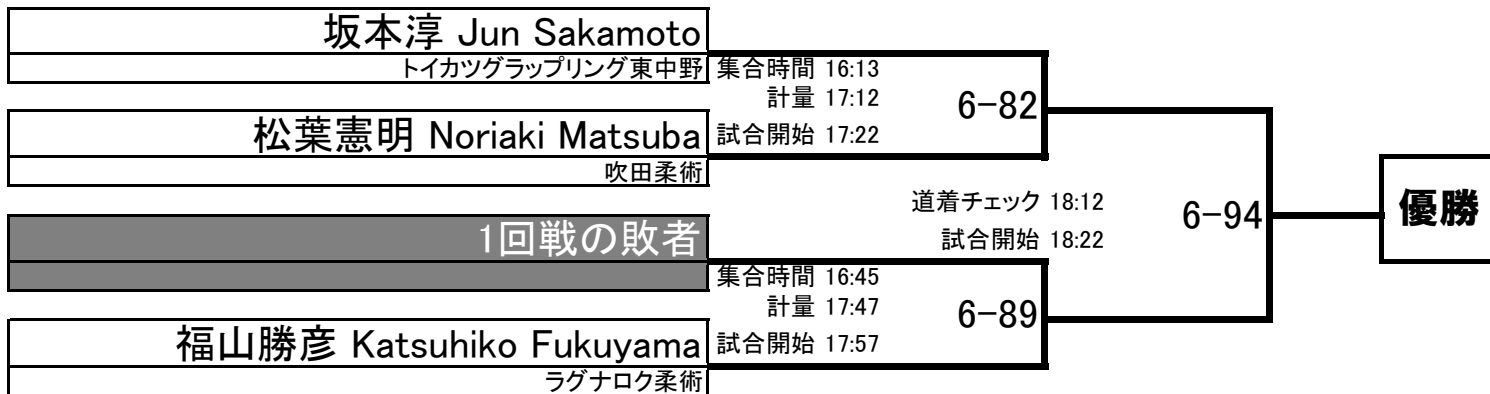 坂本淳 Jun Sakamoto
トイカツグラップリング東中野
集合時間 16:13
計量 17:12
6-82
松葉憲明 Noriaki Matsuba
試合開始 17:22
吹田柔術
道着チェック 18:12
6-94
優勝
1回戦の敗者
試合開始 18:22
集合時間 16:45
計量 17:47
6-89
福山勝彦 Katsuhiko Fukuyama
試合開始 17:57
ラグナロク柔術